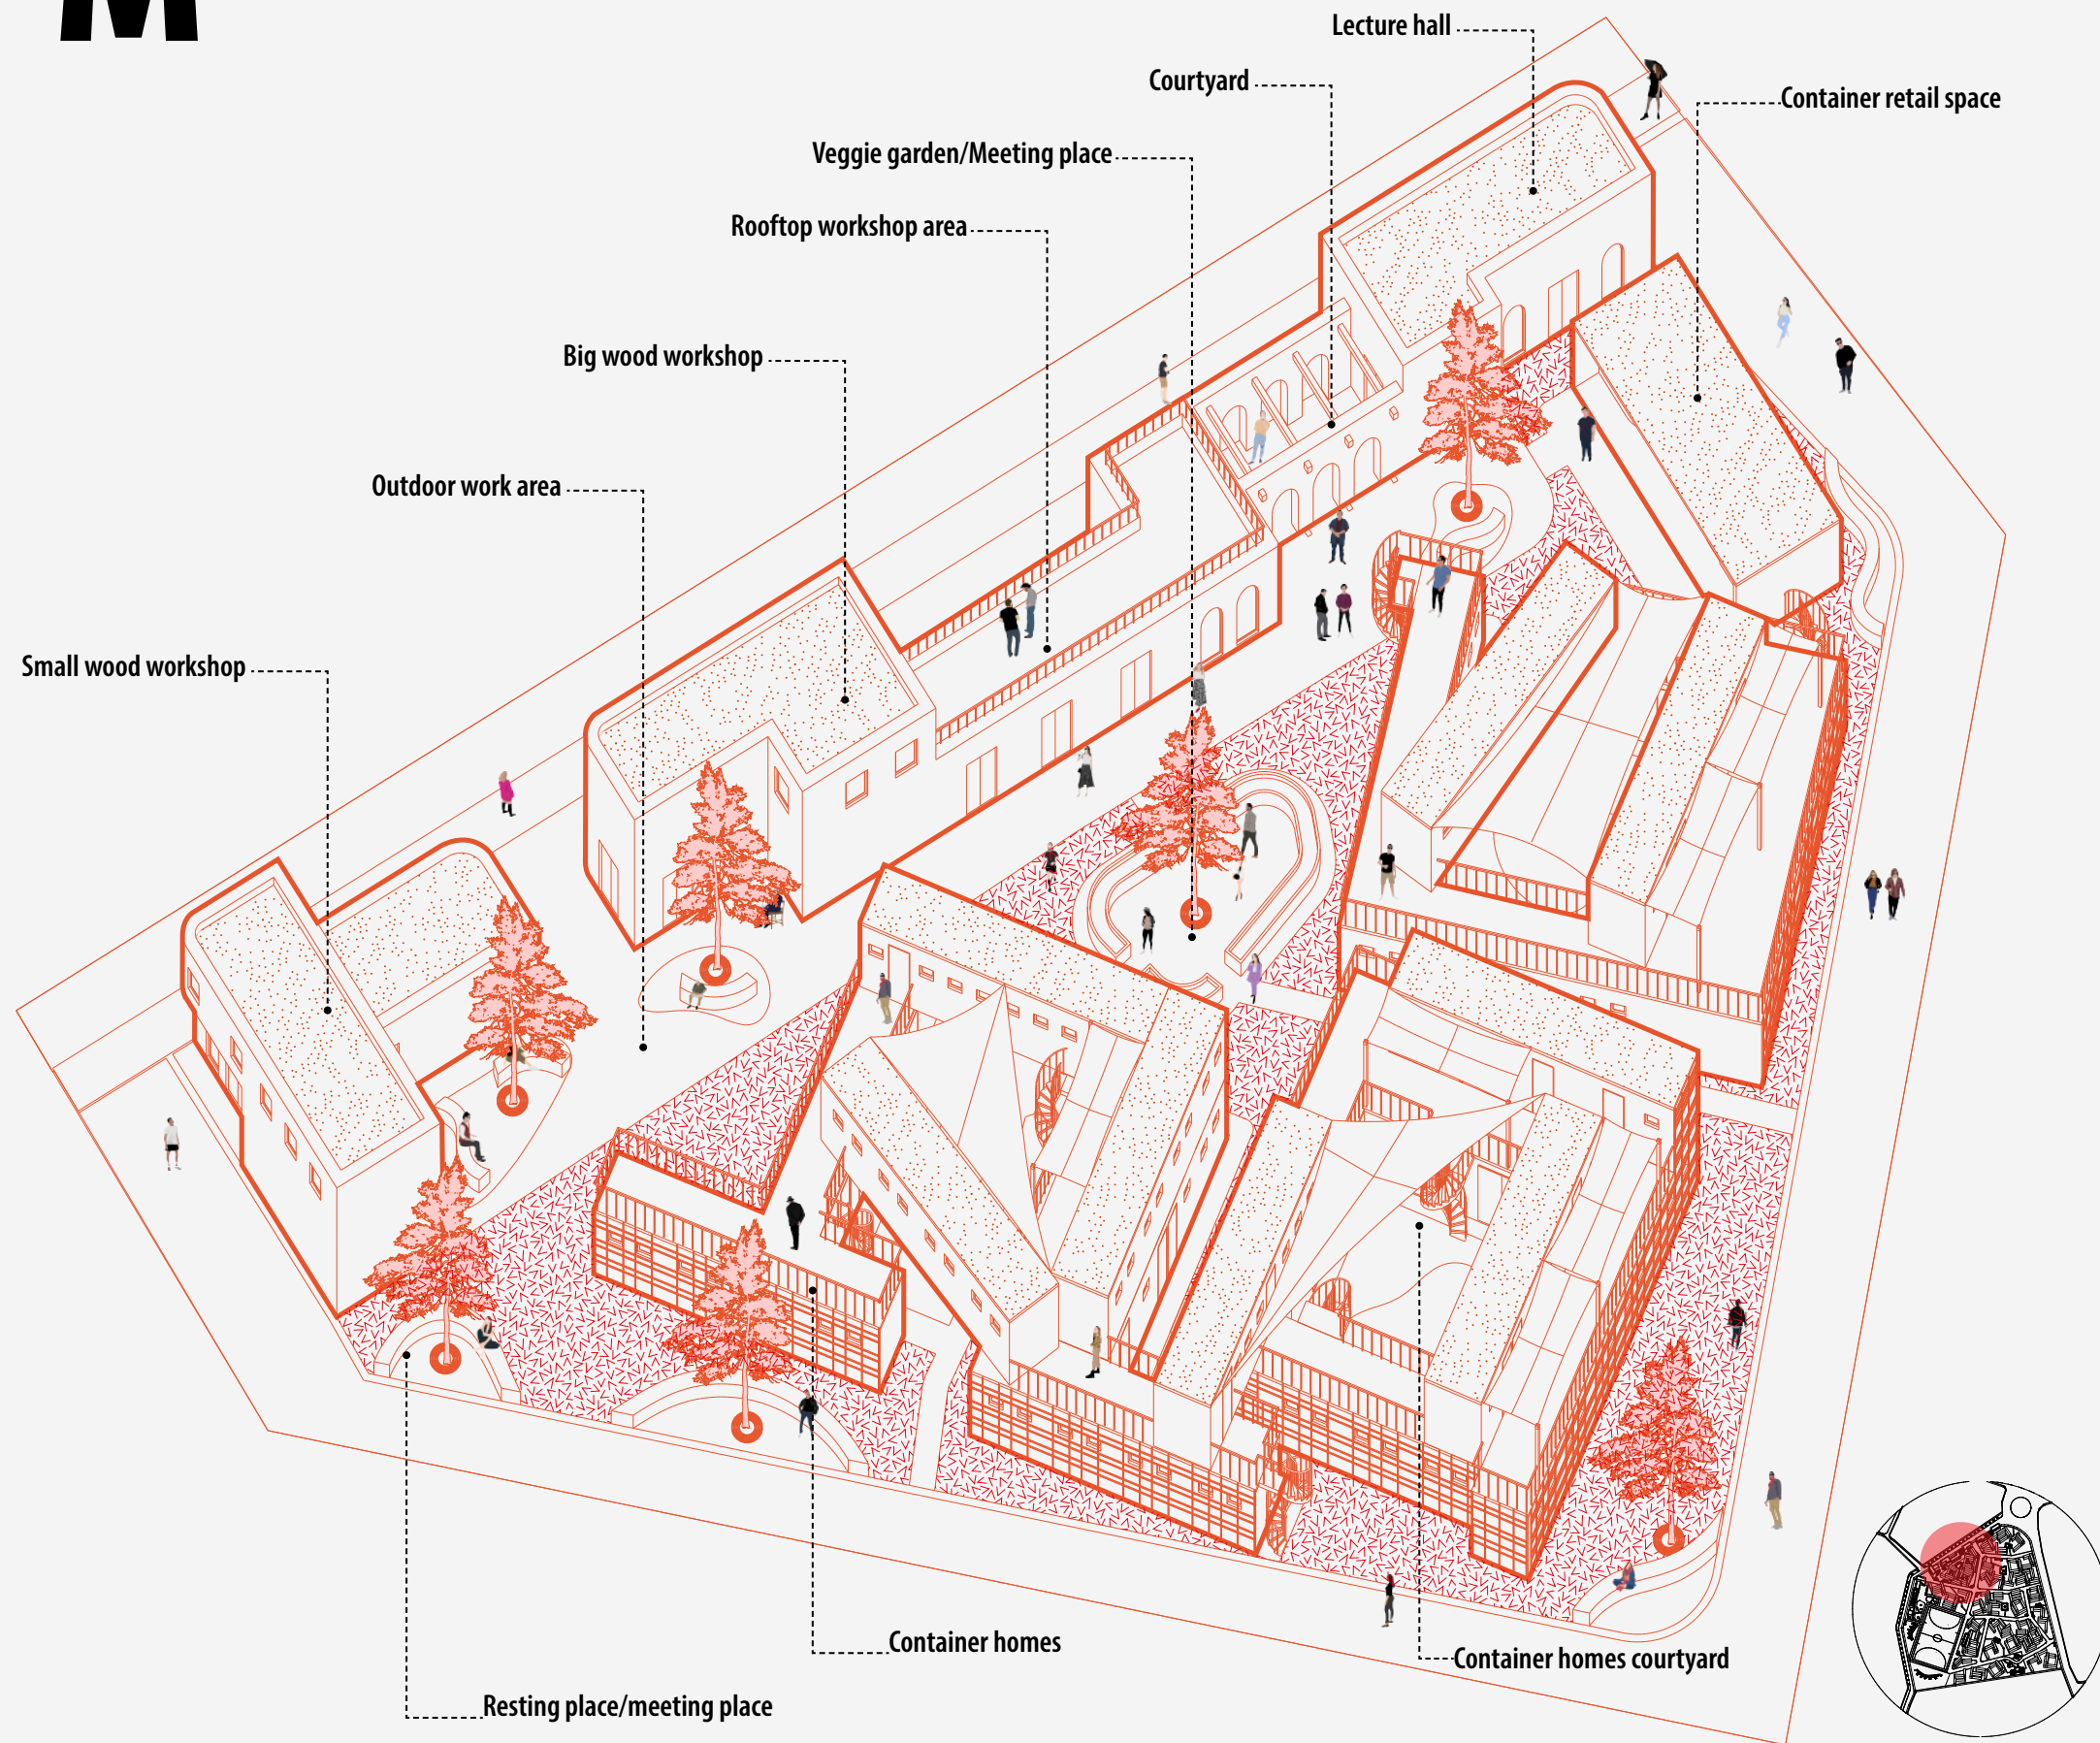 Lecture hall
Courtyard
Container retail space
Veggie garden/Meeting place
Rooftop workshop area
Big wood workshop
Outdoor work area
Small wood workshop
Container homes
Container homes courtyard
Resting place/meeting place